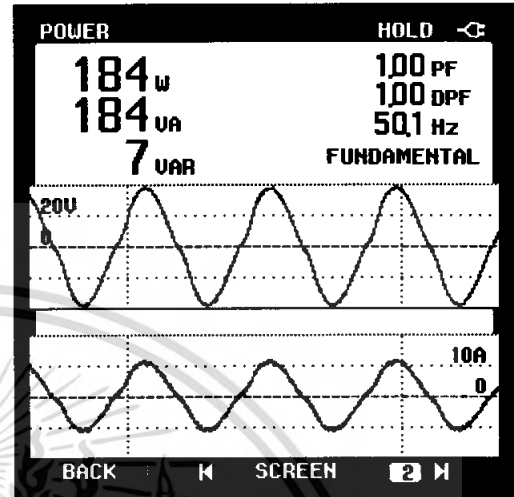 POWER HOLD
184 W 1.00 PF
184 VA 1.00 DPF
7 VAR 50.1 Hz
FUNDAMENTAL
20V
0
10A
0
BACK SCREEN 2